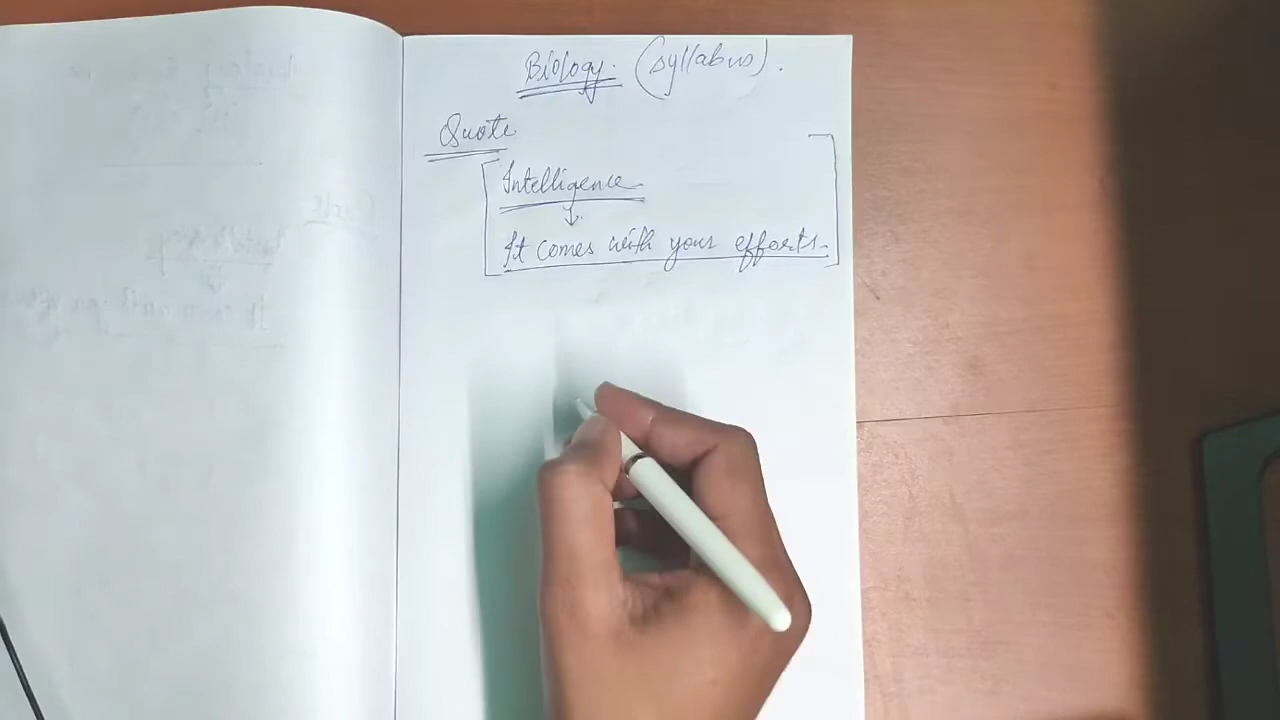 Biology. (Syllabus).
Quote
Intelligence
↓
It comes with your efforts.